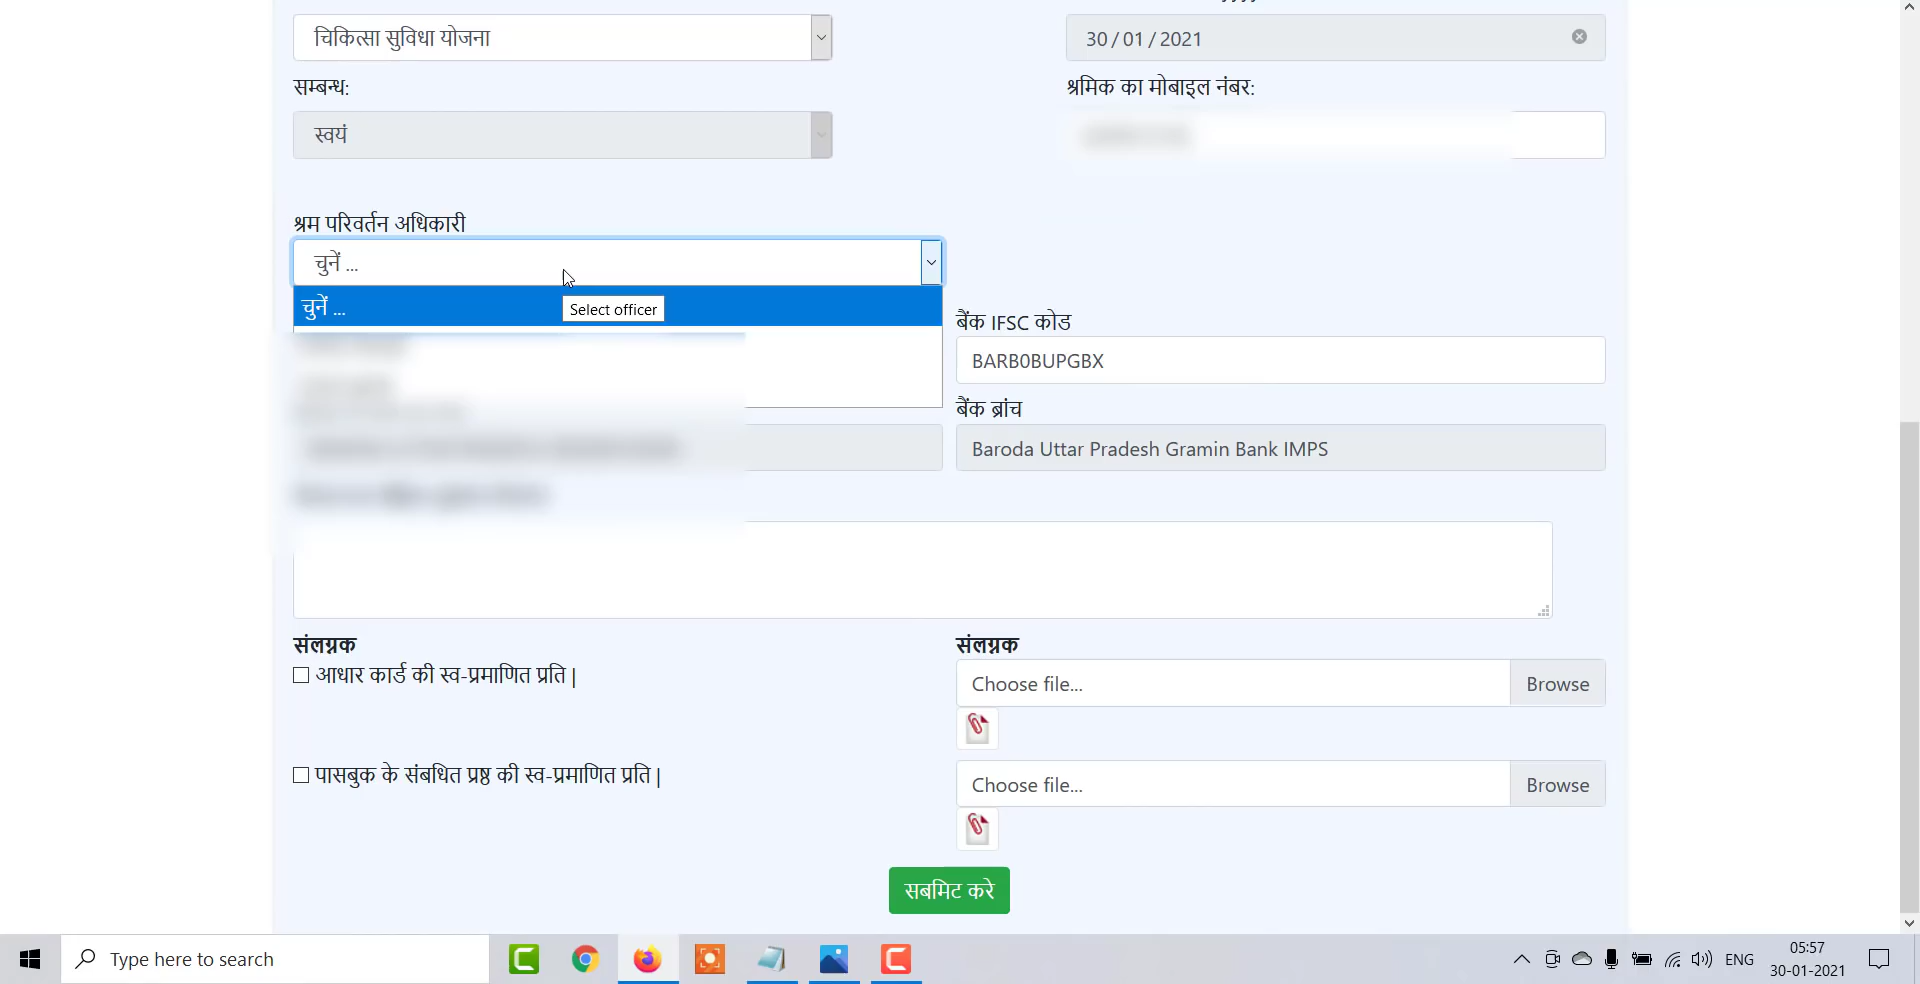 चिकित्सा सुविधा योजना
30 / 01 / 2021
सम्बन्ध:
श्रमिक का मोबाइल नंबर:
स्वयं
श्रम परिवर्तन अधिकारी
चुनें ...
चुनें ...
Select officer
बैंक IFSC कोड
BARB0BUPGBX
बैंक ब्रांच
Baroda Uttar Pradesh Gramin Bank IMPS
संलग्नक
संलग्नक
आधार कार्ड की स्व-प्रमाणित प्रति |
Choose file...
Browse
पासबुक के संबधित प्रष्ठ की स्व-प्रमाणित प्रति |
Choose file...
Browse
सबमिट करे
Type here to search
ENG
05:57
30-01-2021